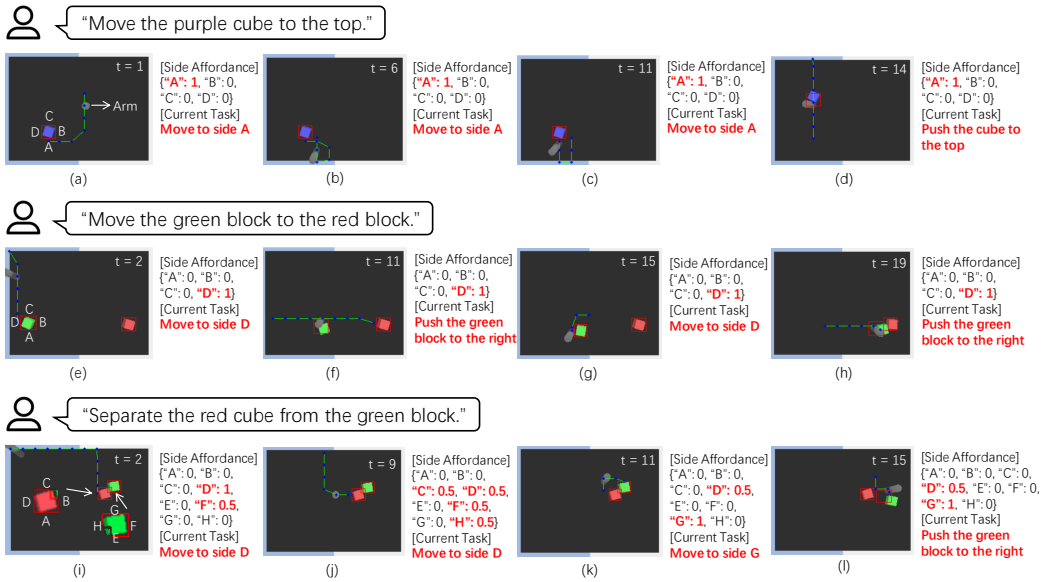 “Move the purple cube to the top.”
t = 1
C
Arm
D B
A
[Side Affordance]
{“A”: 1, “B”: 0,
“C”: 0, “D”: 0}
[Current Task]
Move to side A
(a)
t = 6
[Side Affordance]
{“A”: 1, “B”: 0,
“C”: 0, “D”: 0}
[Current Task]
Move to side A
(b)
t = 11
[Side Affordance]
{“A”: 1, “B”: 0,
“C”: 0, “D”: 0}
[Current Task]
Move to side A
(c)
t = 14
[Side Affordance]
{“A”: 1, “B”: 0,
“C”: 0, “D”: 0}
[Current Task]
Push the cube to
the top
(d)
“Move the green block to the red block.”
t = 2
C
D B
A
[Side Affordance]
{“A”: 0, “B”: 0,
“C”: 0, “D”: 1}
[Current Task]
Move to side D
(e)
t = 11
[Side Affordance]
{“A”: 0, “B”: 0,
“C”: 0, “D”: 1}
[Current Task]
Push the green
block to the right
(f)
t = 15
[Side Affordance]
{“A”: 0, “B”: 0,
“C”: 0, “D”: 1}
[Current Task]
Move to side D
(g)
t = 19
[Side Affordance]
{“A”: 0, “B”: 0,
“C”: 0, “D”: 1}
[Current Task]
Push the green
block to the right
(h)
“Separate the red cube from the green block.”
t = 2
C
D B
A
G
H F
E
[Side Affordance]
{“A”: 0, “B”: 0,
“C”: 0, “D”: 1,
“E”: 0, “F”: 0.5,
“G”: 0, “H”: 0}
[Current Task]
Move to side D
(i)
t = 9
[Side Affordance]
{“A”: 0, “B”: 0,
“C”: 0.5, “D”: 0.5,
“E”: 0, “F”: 0.5,
“G”: 0, “H”: 0.5}
[Current Task]
Move to side D
(j)
t = 11
[Side Affordance]
{“A”: 0, “B”: 0,
“C”: 0, “D”: 0.5,
“E”: 0, “F”: 0,
“G”: 1, “H”: 0}
[Current Task]
Move to side G
(k)
t = 15
[Side Affordance]
{“A”: 0, “B”: 0, “C”: 0,
“D”: 0.5, “E”: 0, “F”: 0,
“G”: 1, “H”: 0}
[Current Task]
Push the green
block to the right
(l)